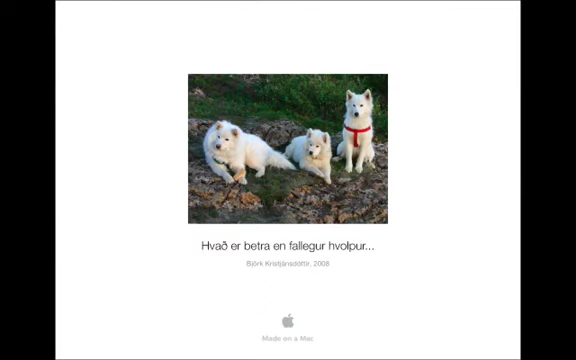 Hvað er betra en fallegur hvolpur...
Björk Kristjánsdóttir, 2008
Made on a Mac